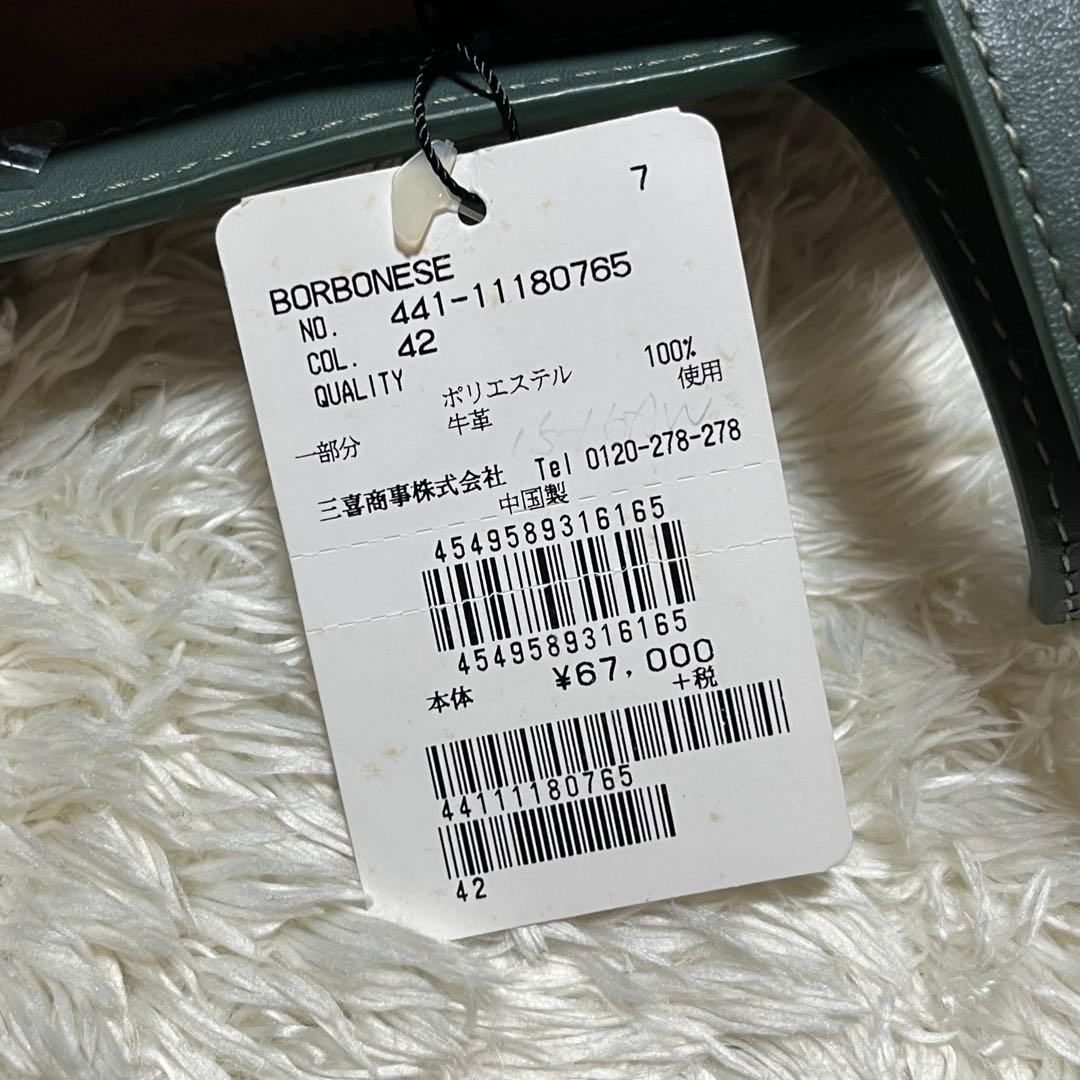 7
BORBONESE
NO. 441-11180765
COL. 42
QUALITY ポリエステル 100%
一部分 牛革 使用
三喜商事株式会社 Tel 0120-278-278
中国製
4549589316165
4549589316165
本体 ¥67,000 +税
44111180765
42